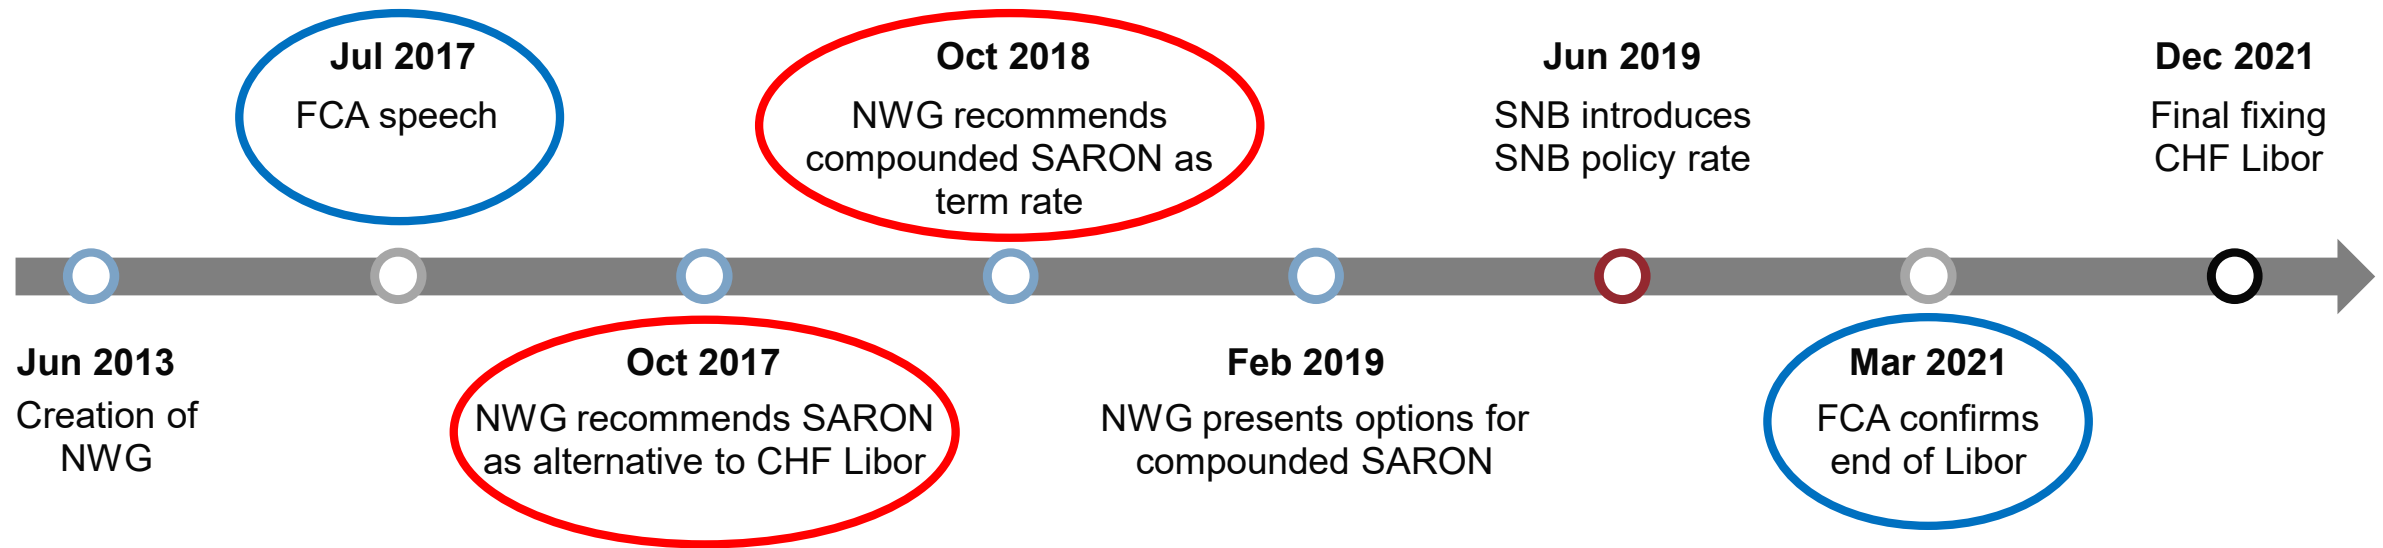 Jul 2017
FCA speech
Oct 2018
NWG recommends
compounded SARON as
term rate
Jun 2019
SNB introduces
SNB policy rate
Dec 2021
Final fixing
CHF Libor
Jun 2013
Creation of
NWG
Oct 2017
NWG recommends SARON
as alternative to CHF Libor
Feb 2019
NWG presents options for
compounded SARON
Mar 2021
FCA confirms
end of Libor